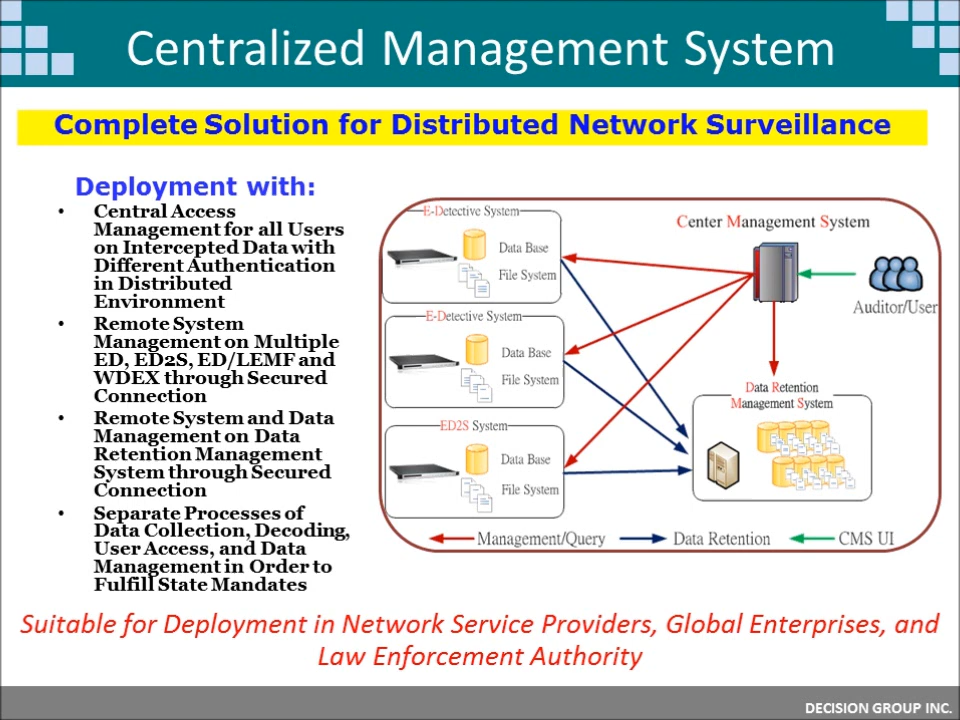 Centralized Management System
Complete Solution for Distributed Network Surveillance
Deployment with:
• Central Access
Management for all Users
on Intercepted Data with
Different Authentication
in Distributed
Environment
• Remote System
Management on Multiple
ED, ED2S, ED/LEMF and
WDEX through Secured
Connection
• Remote System and Data
Management on Data
Retention Management
System through Secured
Connection
• Separate Processes of
Data Collection, Decoding,
User Access, and Data
Management in Order to
Fulfill State Mandates
E-Detective System
Data Base
File System
E-Detective System
Data Base
File System
ED2S System
Data Base
File System
Center Management System
Auditor/User
Data Retention
Management System
Management/Query
Data Retention
CMS UI
Suitable for Deployment in Network Service Providers, Global Enterprises, and
Law Enforcement Authority
DECISION GROUP INC.